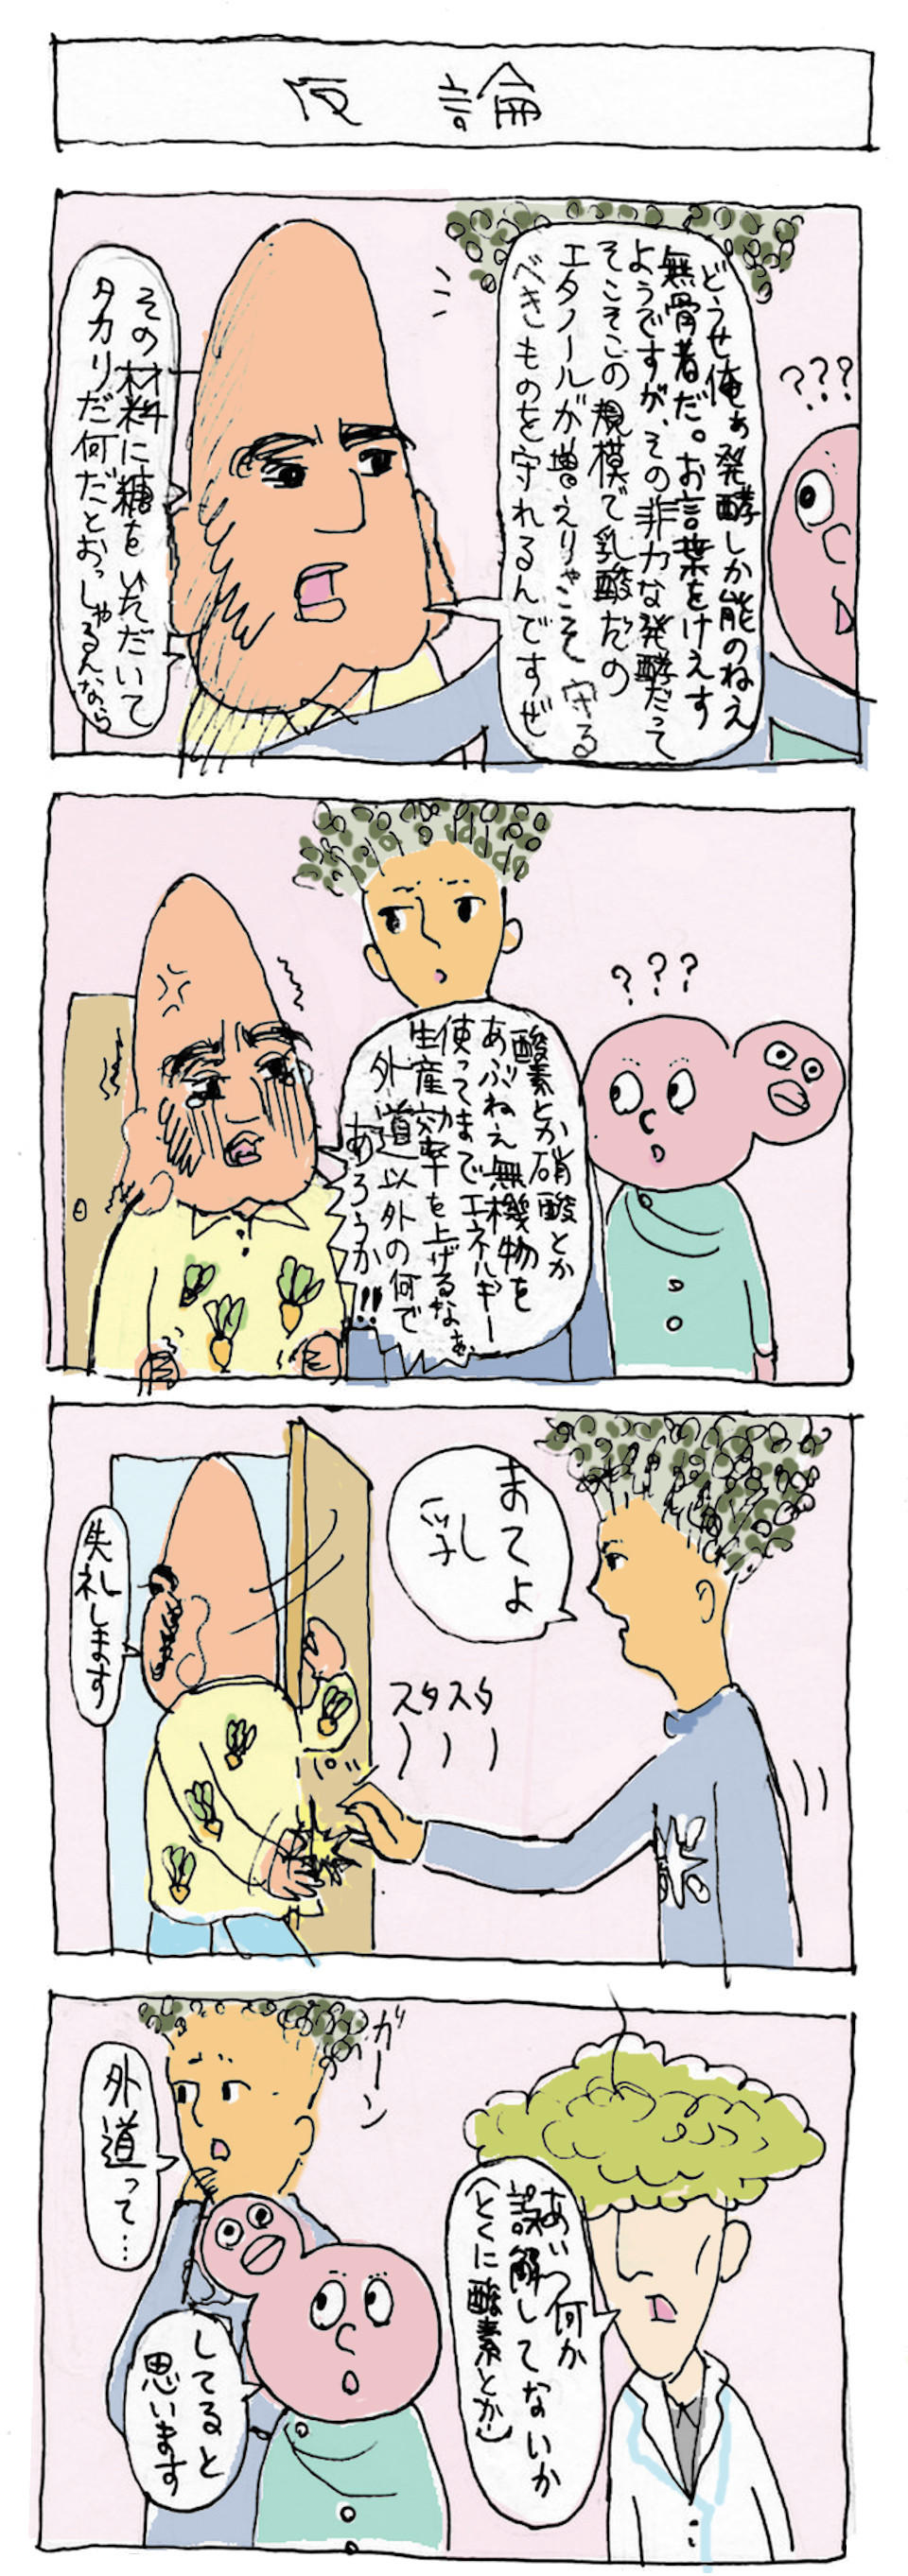 反論
どうせ俺ぁ発酵しか能のねえ
無骨者だ。お言葉をけえす
ようですが、その非力な発酵だって
そこそこの規模で乳酸だの
エタノールが増えりゃこそ守る
べきものを守れるんですぜ
???
その材料に糖をいただいて
タカリだ何だとおっしゃるんなら
???
酸素とか硝酸とか
あぶねえ無機物を
使ってまでエネルギー
生産効率を上げるなぁ
外道以外の何で
あろうか!!
まてよ
乳
スタスタ
失礼します
ガーン
外道って…
あいつ何か
誤解してないか
(とくに酸素とか)
してると
思います